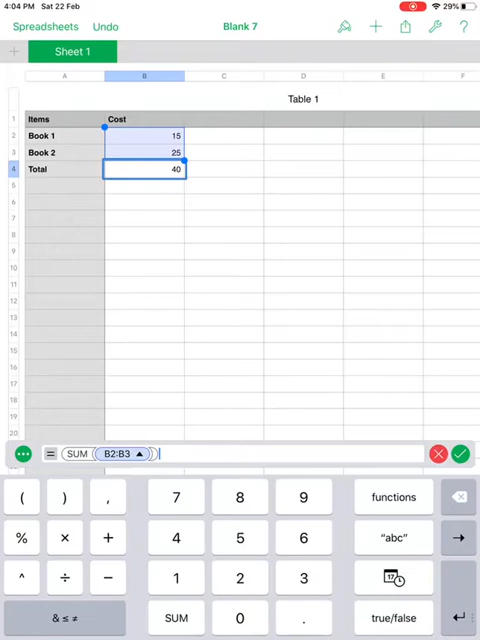 4:04 PM Sat 22 Feb 29%
Spreadsheets Undo Blank 7 ?
+ Sheet 1
A B C D E F
Table 1
1 Items Cost
2 Book 1 15
3 Book 2 25
4 Total 40
5
6
7
8
9
10
11
12
13
14
15
16
17
18
19
20
= SUM ( B2:B3 ▲ )
( ) , 7 8 9 functions
% × + 4 5 6 "abc" →
^ ÷ − 1 2 3 17
& ≤ ≠ SUM 0 . true/false